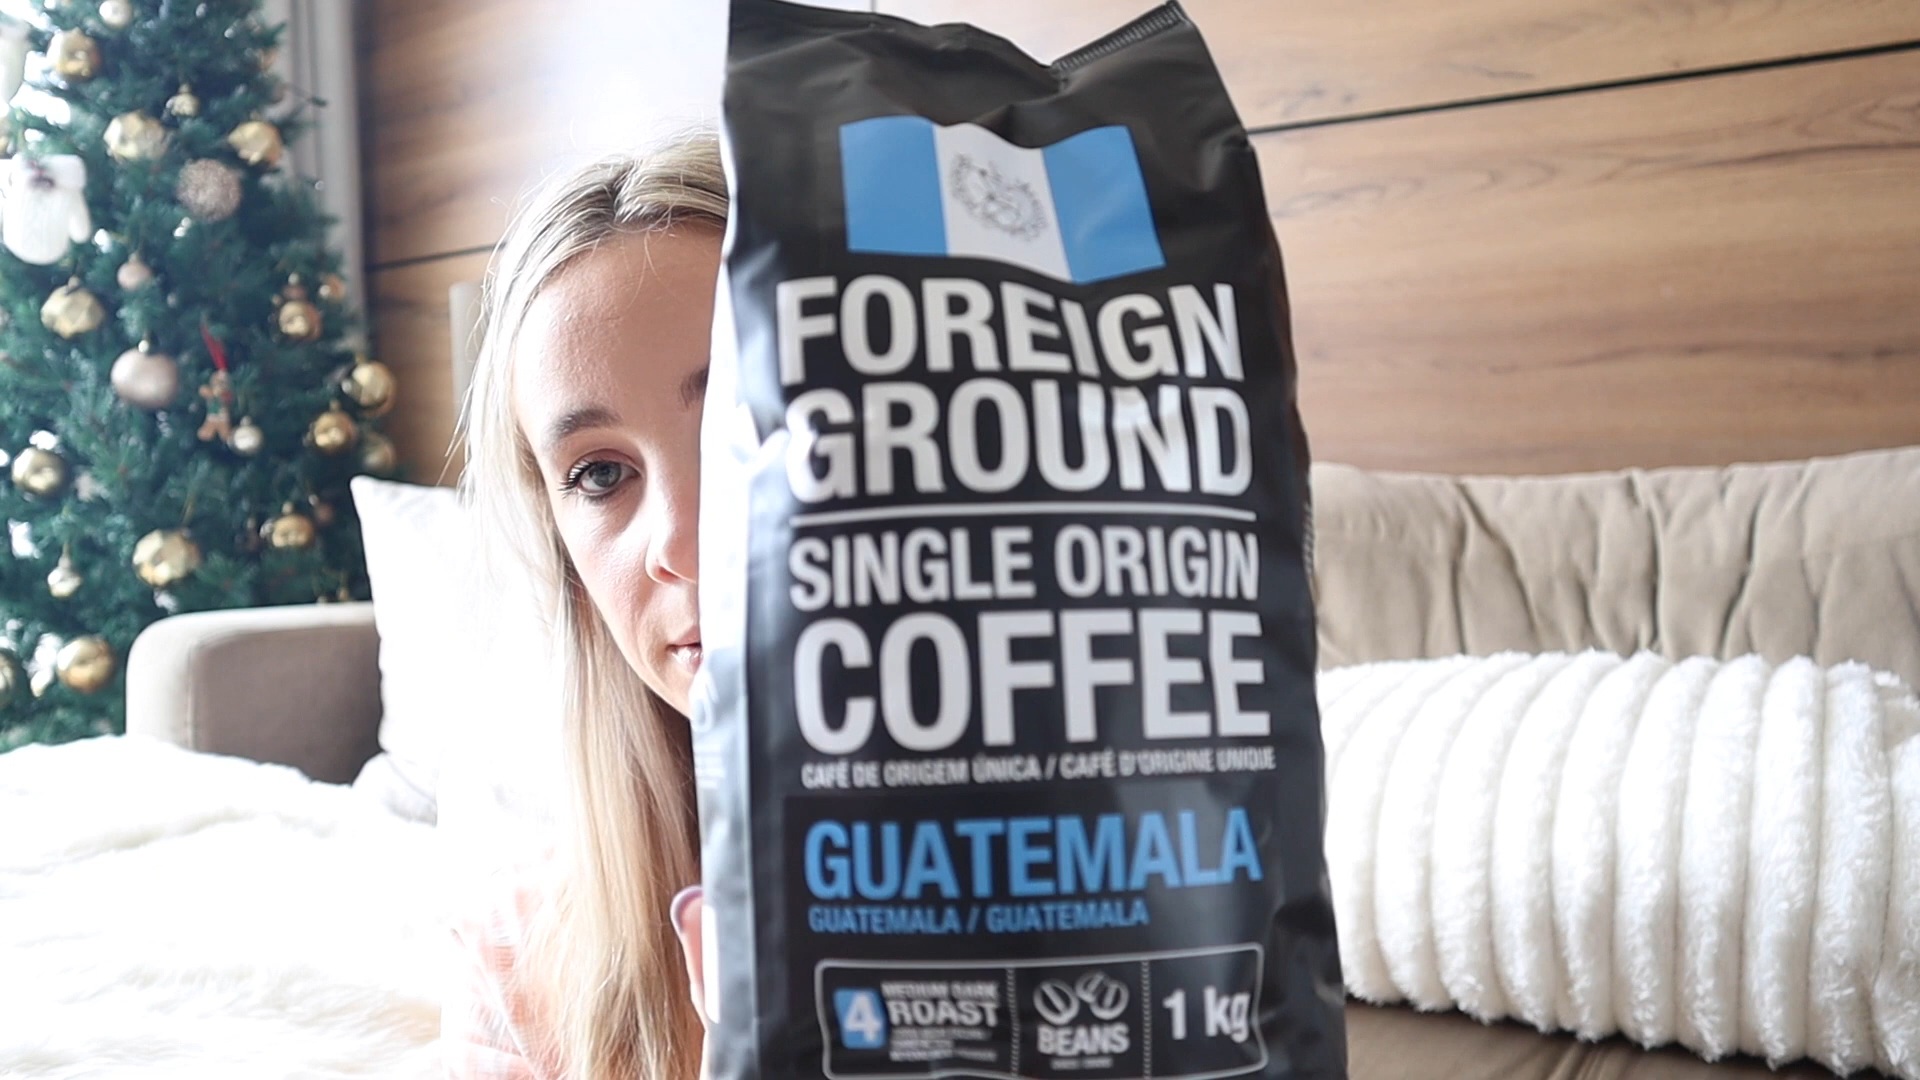 FOREIGN
GROUND
SINGLE ORIGIN
COFFEE
CAFÉ DE ORIGEM ÚNICA / CAFÉ D'ORIGINE UNIQUE
GUATEMALA
GUATEMALA / GUATEMALA
4 MEDIUM DARK
ROAST
BEANS
1 kg